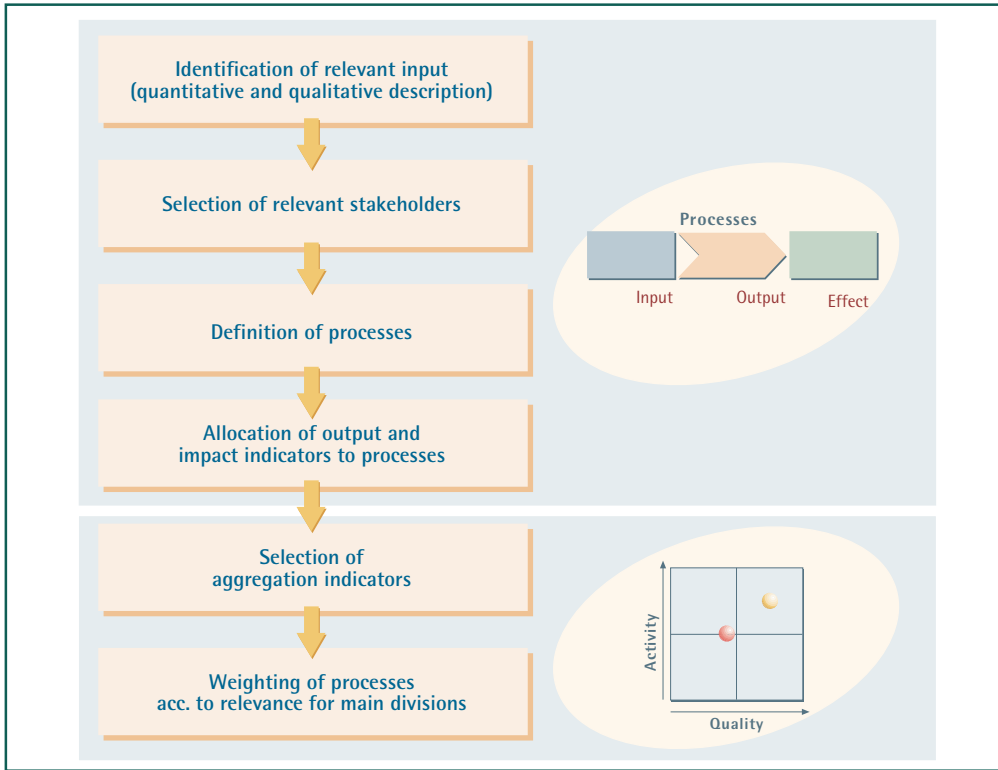 Identification of relevant input
(quantitative and qualitative description)
Selection of relevant stakeholders
Definition of processes
Allocation of output and
impact indicators to processes
Processes
Input
Output
Effect
Selection of
aggregation indicators
Weighting of processes
acc. to relevance for main divisions
Activity
Quality